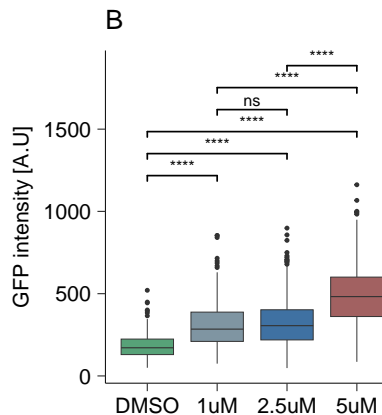 B
****
****
ns
****
****
****
GFP intensity [A.U]
1500
1000
500
0
DMSO 1uM 2.5uM 5uM